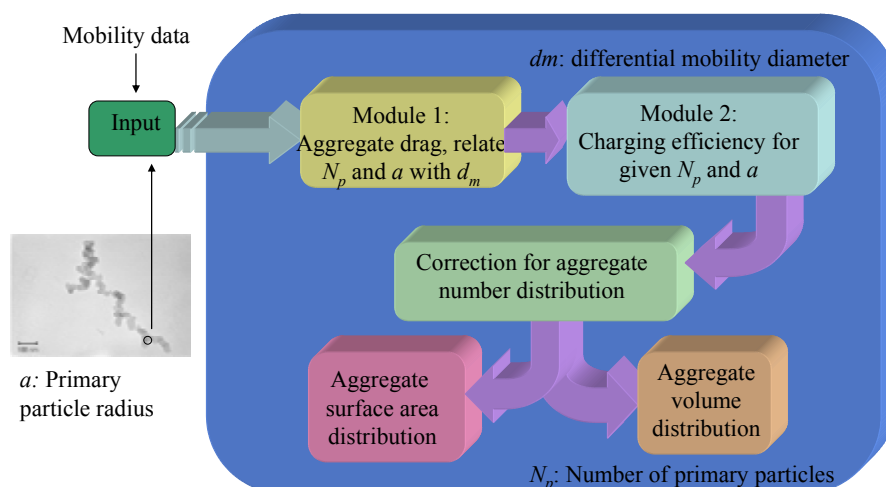 Mobility data
dm: differential mobility diameter
Input
Module 1:
Aggregate drag, relate
Nₚ and a with dₘ
Module 2:
Charging efficiency for
given Nₚ and a
Correction for aggregate
number distribution
a: Primary
particle radius
Aggregate
surface area
distribution
Aggregate
volume
distribution
Nₚ: Number of primary particles